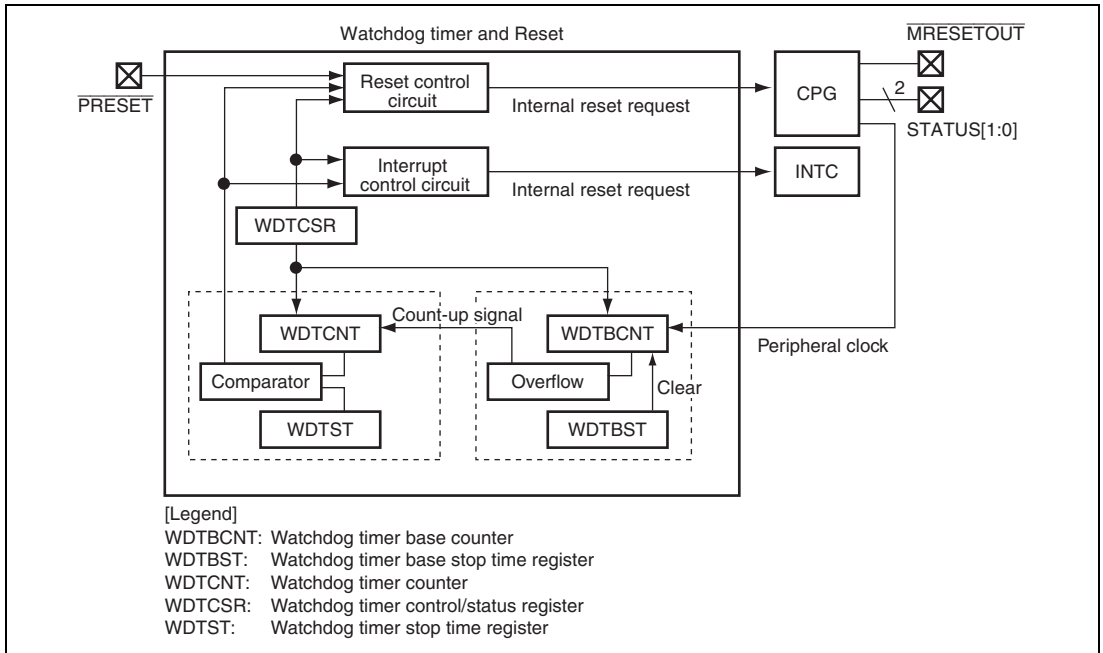 Watchdog timer and Reset
MRESETOUT
PRESET
Reset control
circuit
Internal reset request
CPG
2
STATUS[1:0]
Interrupt
control circuit
Internal reset request
INTC
WDTCSR
WDTCNT
Count-up signal
WDTBCNT
Peripheral clock
Comparator
Overflow
Clear
WDTST
WDTBST
[Legend]
WDTBCNT: Watchdog timer base counter
WDTBST: Watchdog timer base stop time register
WDTCNT: Watchdog timer counter
WDTCSR: Watchdog timer control/status register
WDTST: Watchdog timer stop time register